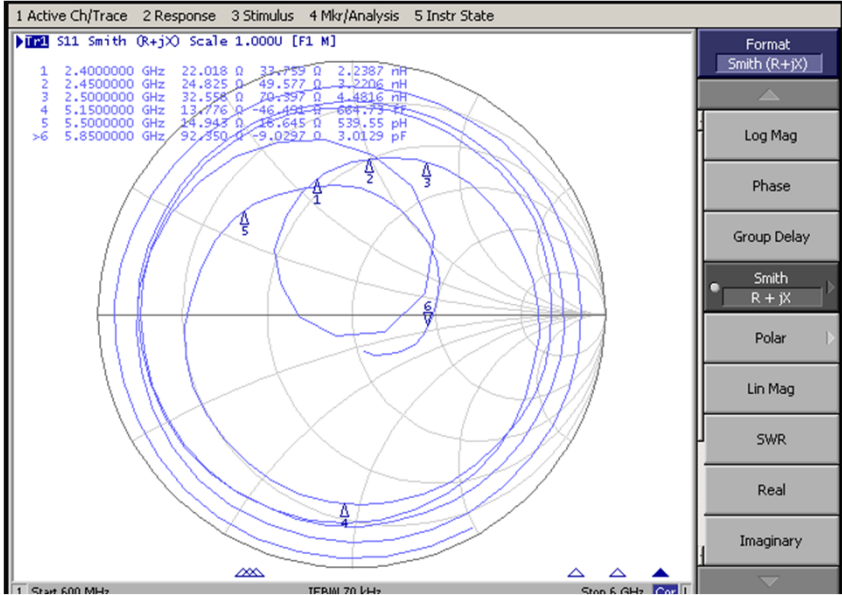 1 Active Ch/Trace  2 Response  3 Stimulus  4 Mkr/Analysis  5 Instr State
Tr1 S11 Smith (R+jX) Scale 1.000U [F1 M]
1 2.4000000 GHz 22.018 Ω 33.759 Ω 2.2387 nH
2 2.4500000 GHz 24.825 Ω 49.577 Ω 3.2206 nH
3 2.5000000 GHz 32.558 Ω 70.397 Ω 4.4816 nH
4 5.1500000 GHz 13.776 Ω -46.491 Ω 664.73 fF
5 5.5000000 GHz 14.943 Ω 18.645 Ω 539.55 pH
>6 5.8500000 GHz 92.350 Ω -9.0297 Ω 3.0129 pF
2
1
3
5
6
4
1 Start 600 MHz IFBW 70 kHz Stop 6 GHz Cor
Format
Smith (R+jX)
Log Mag
Phase
Group Delay
Smith
R + jX
Polar
Lin Mag
SWR
Real
Imaginary